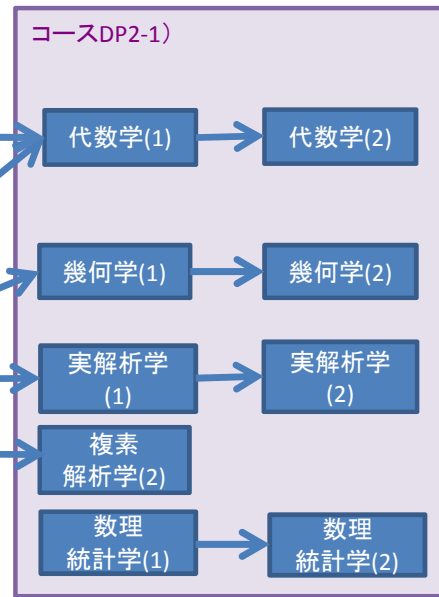 コースDP2-1）
代数学(1)
代数学(2)
幾何学(1)
幾何学(2)
実解析学
(1)
実解析学
(2)
複素
解析学(2)
数理
統計学(1)
数理
統計学(2)